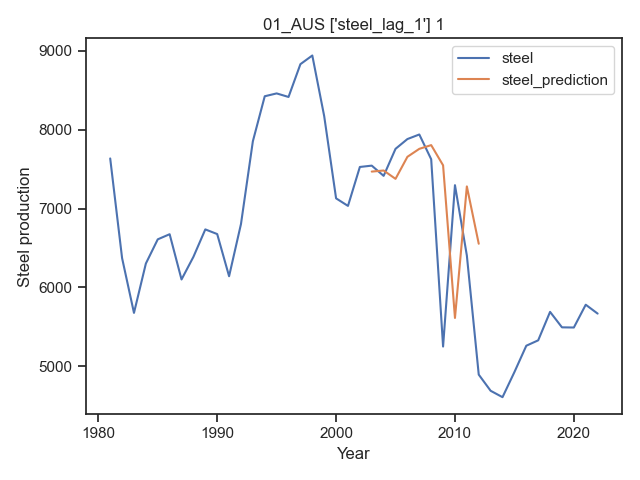 01_AUS ['steel_lag_1'] 1
steel
steel_prediction
9000
8000
7000
6000
5000
Steel production
1980
1990
2000
2010
2020
Year